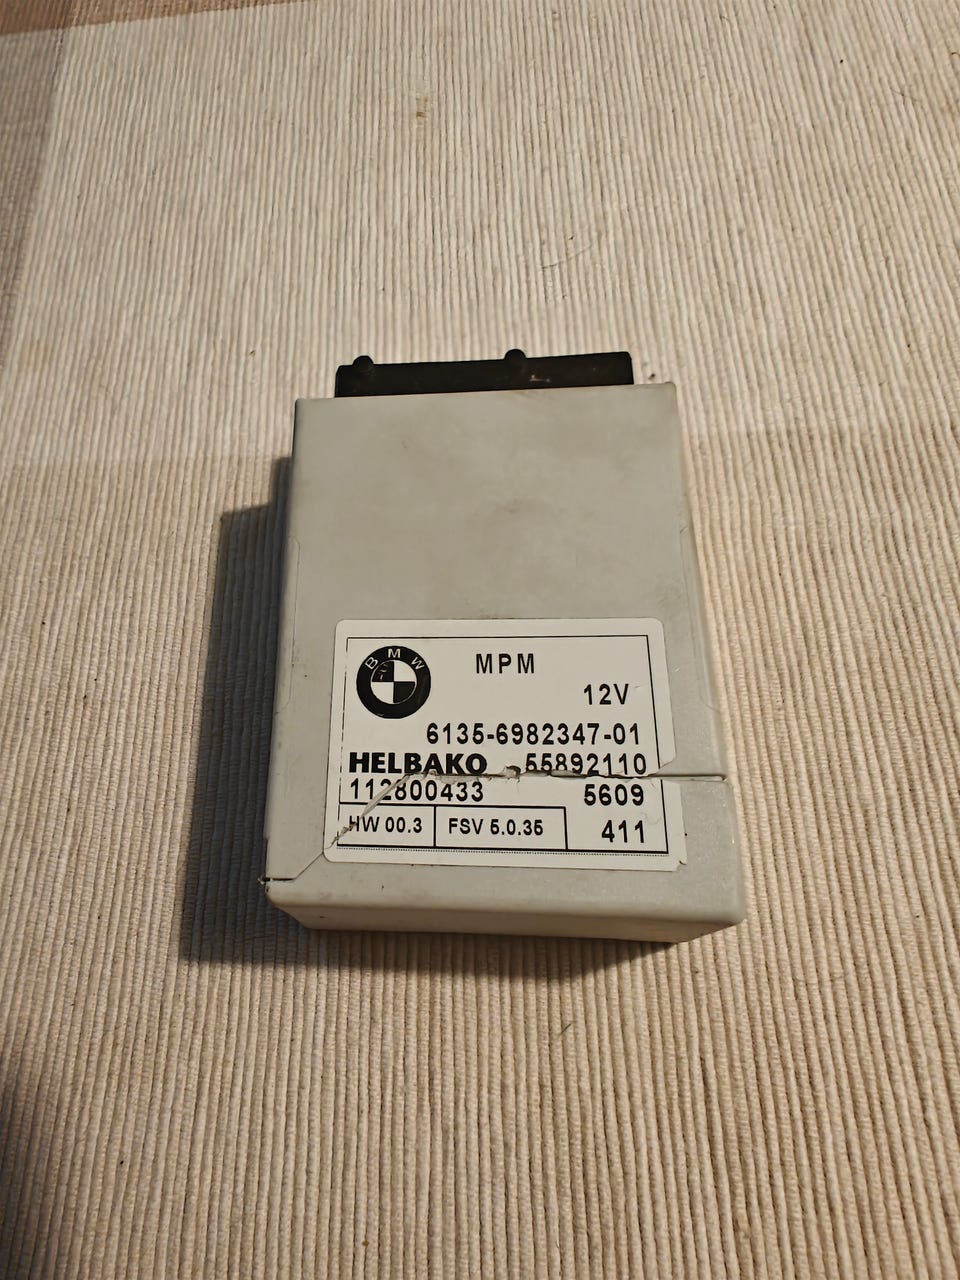 BMW
MPM
12V
6135-6982347-01
HELBAKO 55892110
112800433 5609
HW 00.3 FSV 5.0.35 411